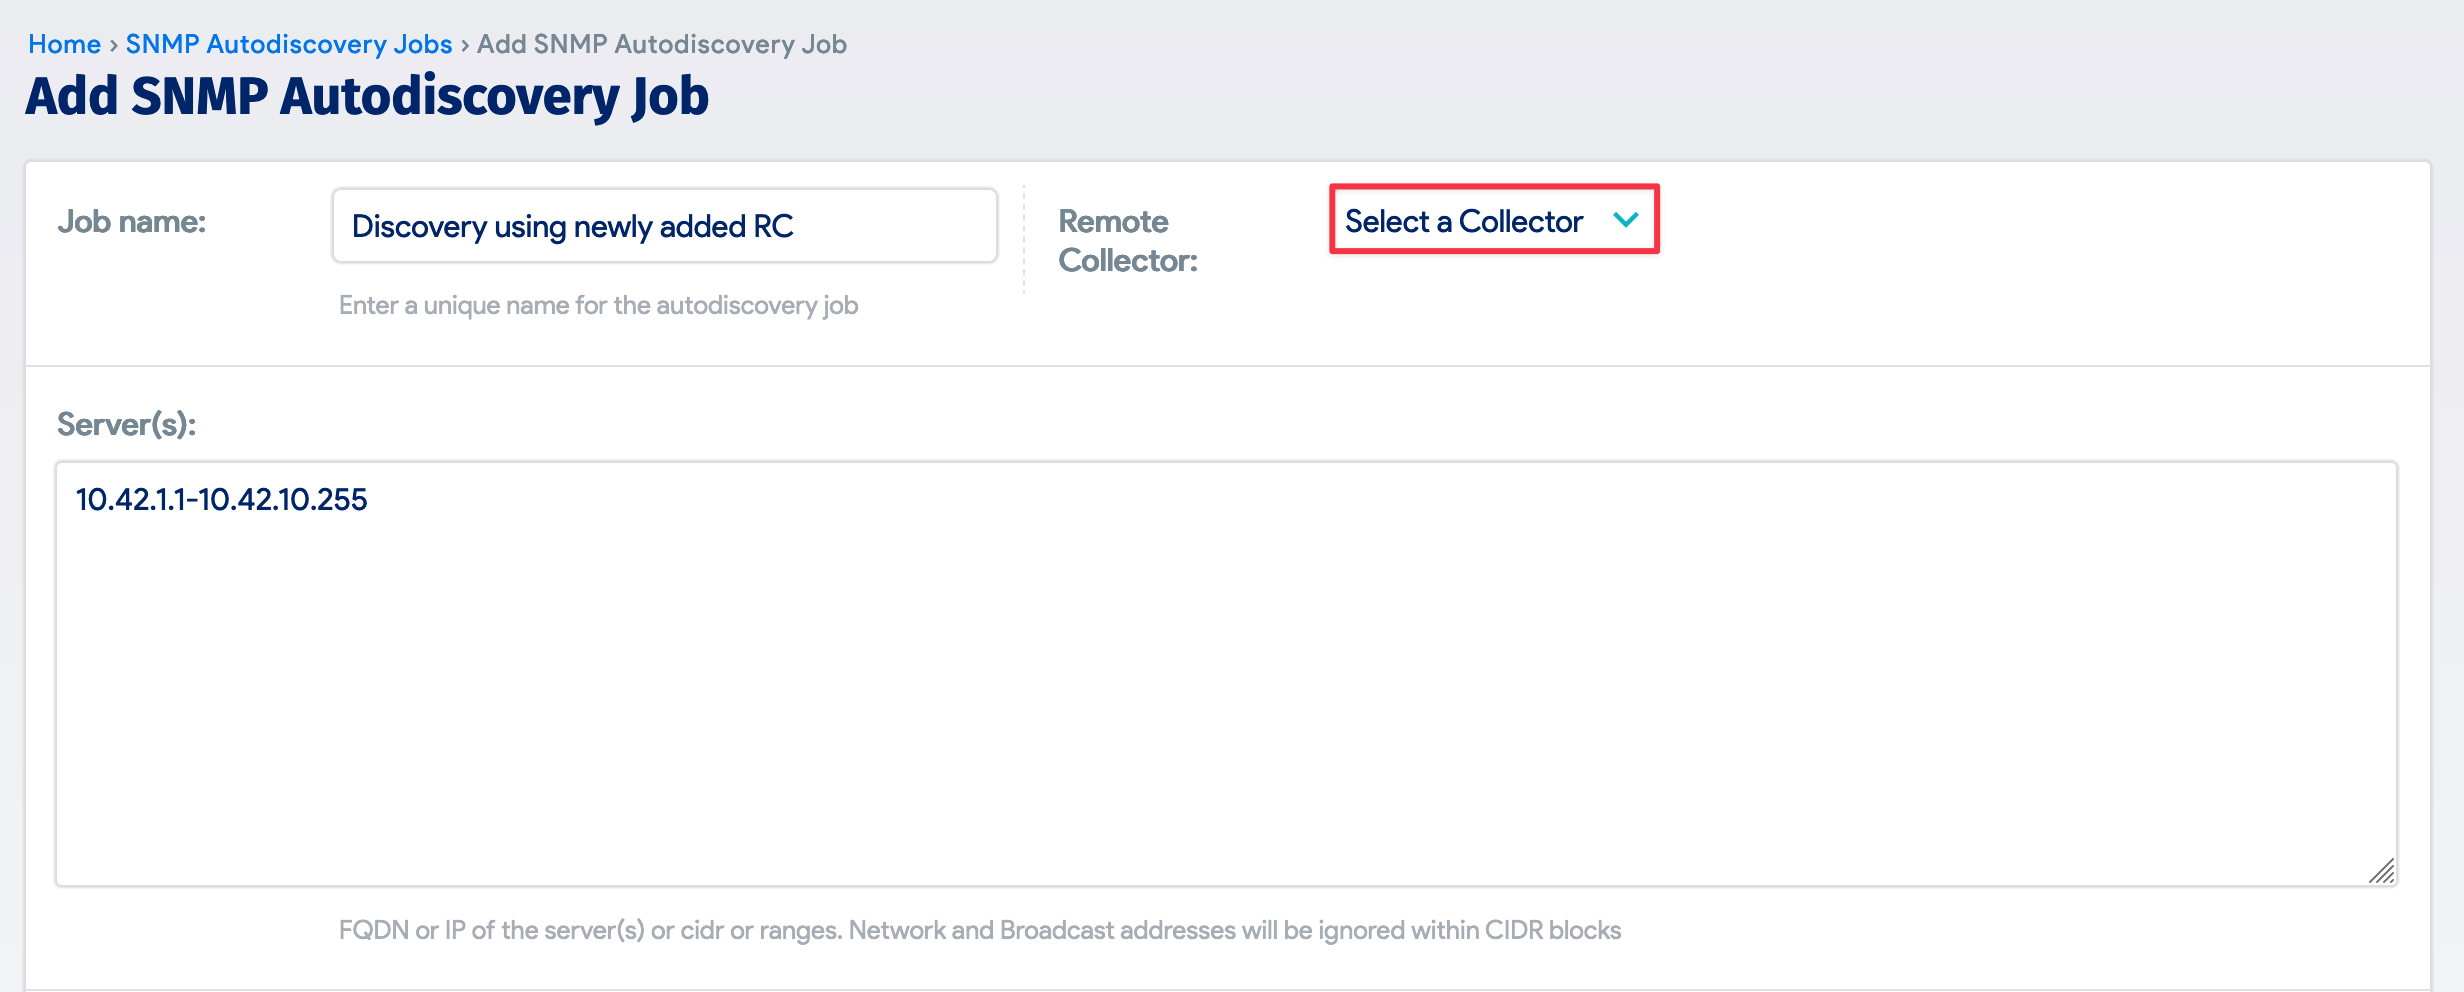 Home › SNMP Autodiscovery Jobs › Add SNMP Autodiscovery Job
Add SNMP Autodiscovery Job
Job name:
Discovery using newly added RC
Enter a unique name for the autodiscovery job
Remote
Collector:
Select a Collector
Server(s):
10.42.1.1-10.42.10.255
FQDN or IP of the server(s) or cidr or ranges. Network and Broadcast addresses will be ignored within CIDR blocks